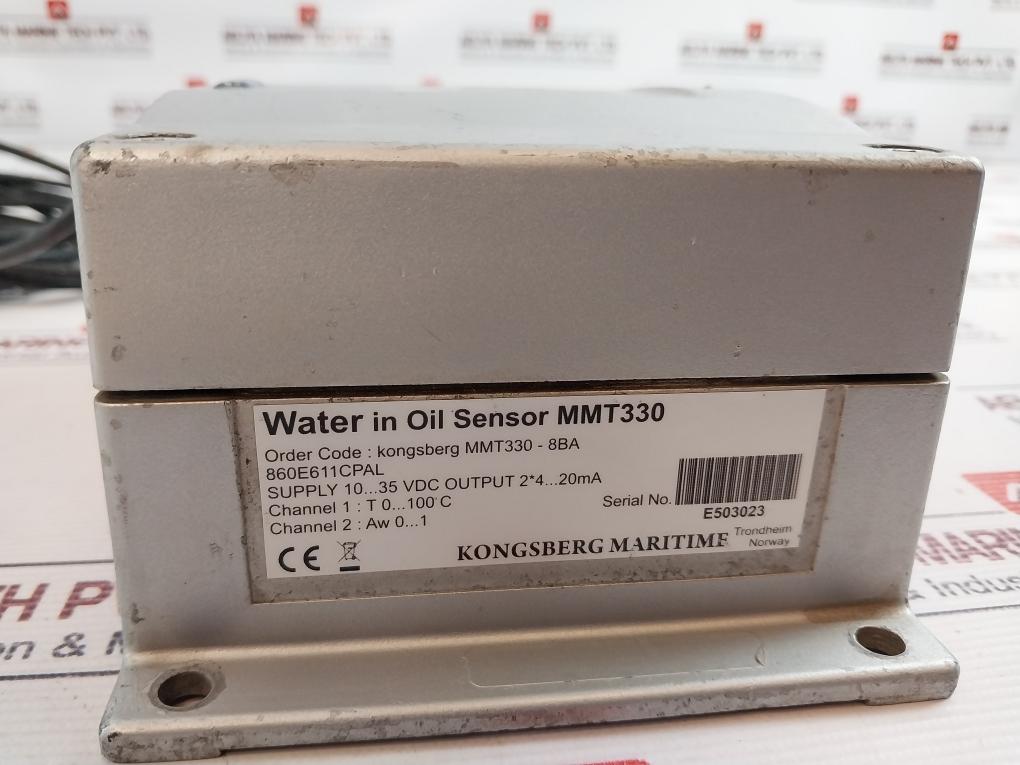 Water in Oil Sensor MMT330
Order Code : kongsberg MMT330 - 8BA
860E611CPAL
SUPPLY 10...35 VDC OUTPUT 2*4...20mA
Channel 1 : T 0...100°C
Channel 2 : Aw 0...1
Serial No.
E503023
CE
KONGSBERG MARITIME
Trondheim
Norway